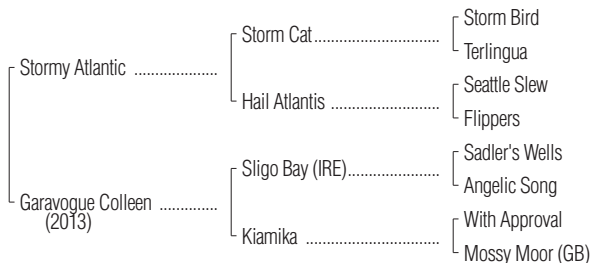 Storm Bird
Storm Cat
Terlingua
Stormy Atlantic
Seattle Slew
Hail Atlantis
Flippers
Sadler's Wells
Sligo Bay (IRE)
Angelic Song
Garavogue Colleen
(2013)
With Approval
Kiamika
Mossy Moor (GB)